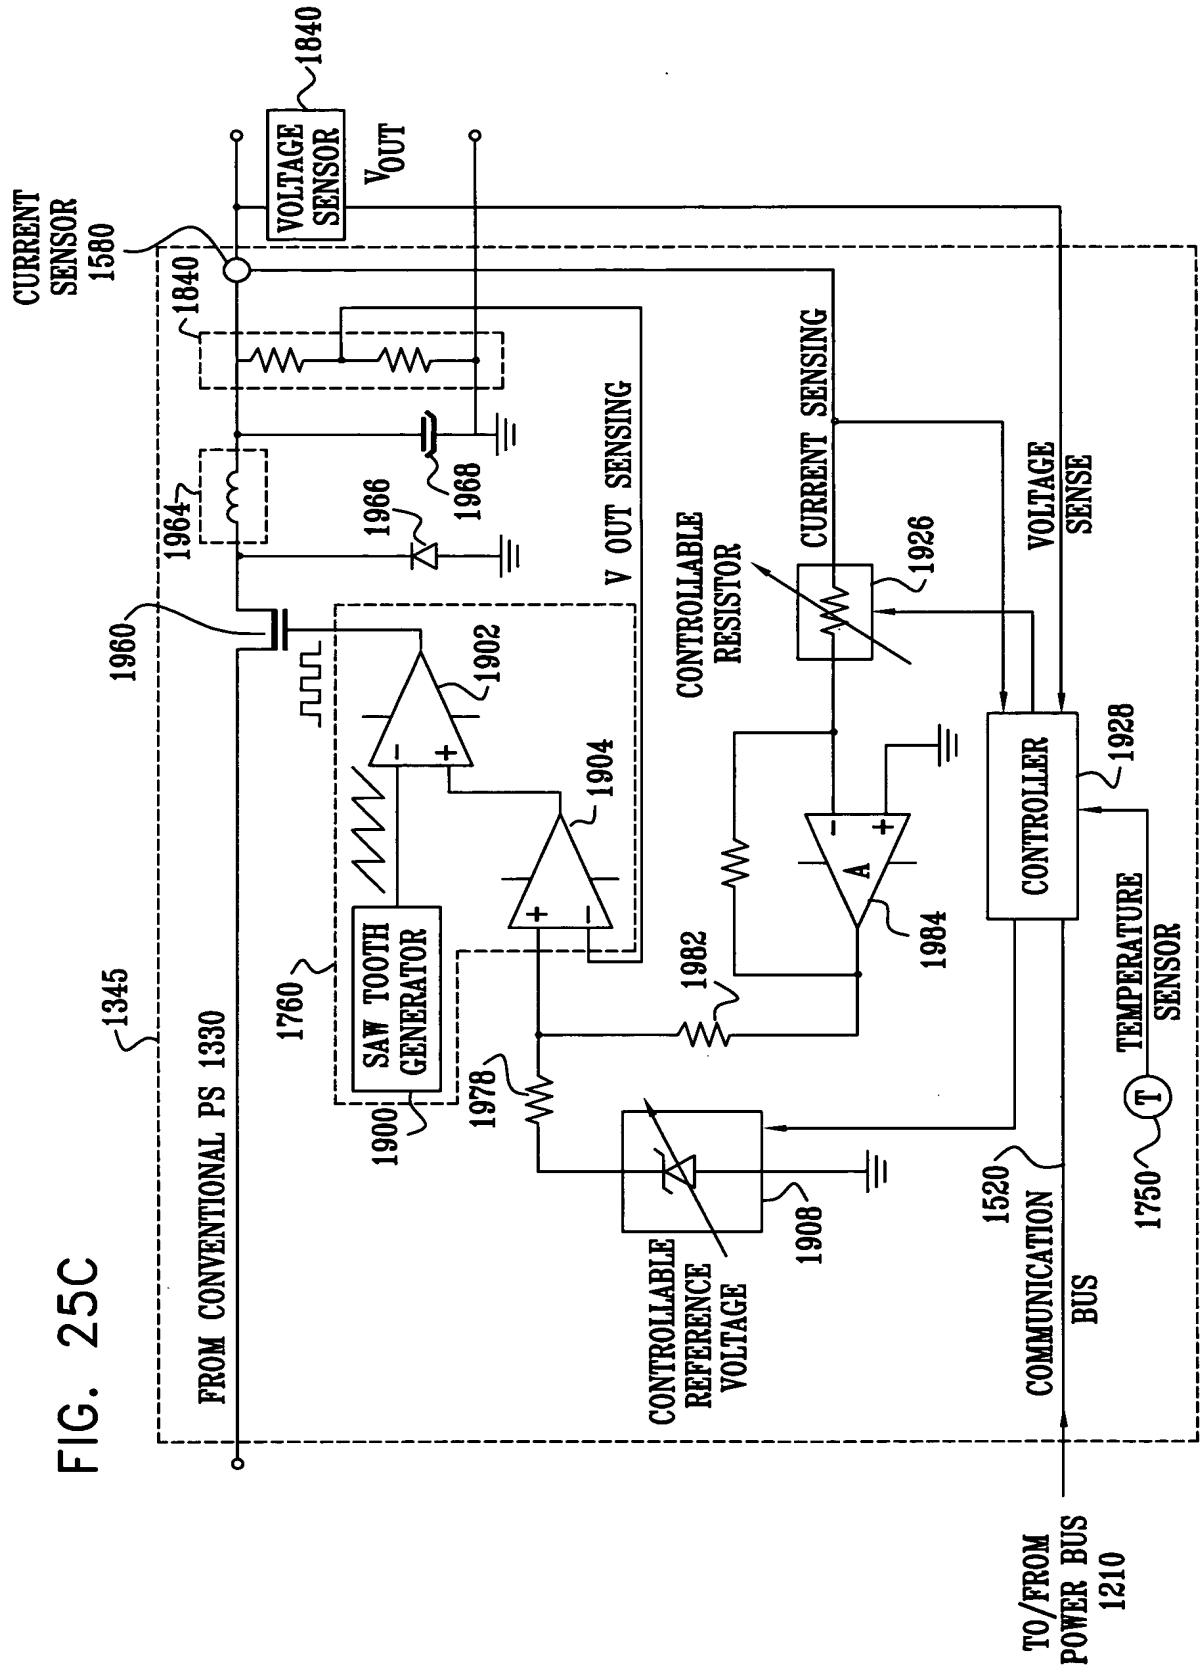 FIG. 25C
1345
FROM CONVENTIONAL PS 1330
1960
1964
1840
CURRENT
SENSOR
1580
VOLTAGE
SENSOR
1840
VOUT
1966
1968
1760
SAW TOOTH
GENERATOR
1900
-
+
1902
+
-
1904
V OUT SENSING
1978
1982
CONTROLLABLE
REFERENCE
VOLTAGE
1908
CONTROLLABLE
RESISTOR
1926
CURRENT SENSING
-
+
A
1984
VOLTAGE
SENSE
CONTROLLER
1928
TEMPERATURE
SENSOR
T
1750
1520
COMMUNICATION
BUS
TO/FROM
POWER BUS
1210